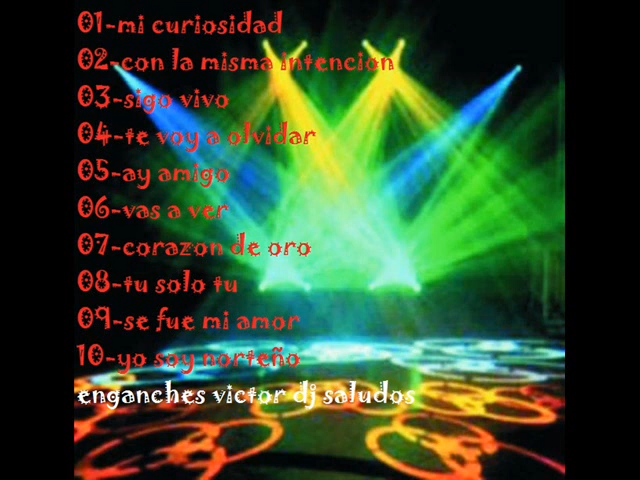 01-mi curiosidad
02-con la misma intencion
03-sigo vivo
04-te voy a olvidar
05-ay amigo
06-vas a ver
07-corazon de oro
08-tu solo tu
09-se fue mi amor
10-yo soy norteño
enganches victor dj saludos